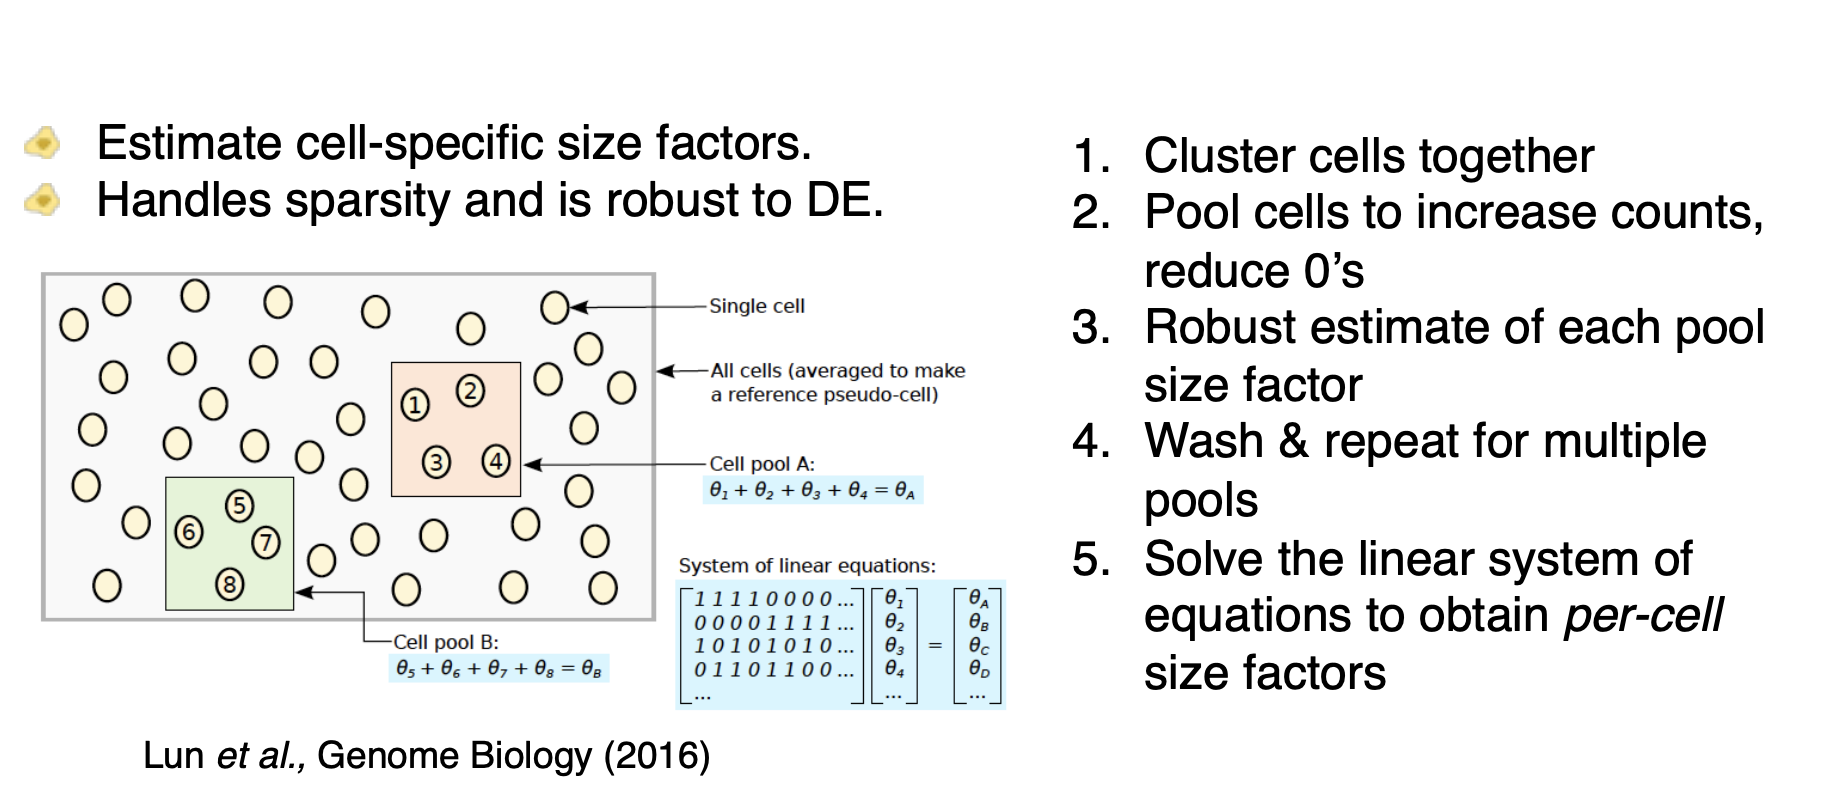 Estimate cell-specific size factors.
Handles sparsity and is robust to DE.
Single cell
All cells (averaged to make
a reference pseudo-cell)
1
2
3
4
Cell pool A:
θ₁ + θ₂ + θ₃ + θ₄ = θ_A
5
6
7
8
Cell pool B:
θ₅ + θ₆ + θ₇ + θ₈ = θ_B
System of linear equations:
1 1 1 1 0 0 0 0 ... θ₁ θ_A
0 0 0 0 1 1 1 1 ... θ₂ θ_B
1 0 1 0 1 0 1 0 ... θ₃ = θ_C
0 1 1 0 1 1 0 0 ... θ₄ θ_D
... ... ...
Lun et al., Genome Biology (2016)
1. Cluster cells together
2. Pool cells to increase counts,
reduce 0’s
3. Robust estimate of each pool
size factor
4. Wash & repeat for multiple
pools
5. Solve the linear system of
equations to obtain per-cell
size factors